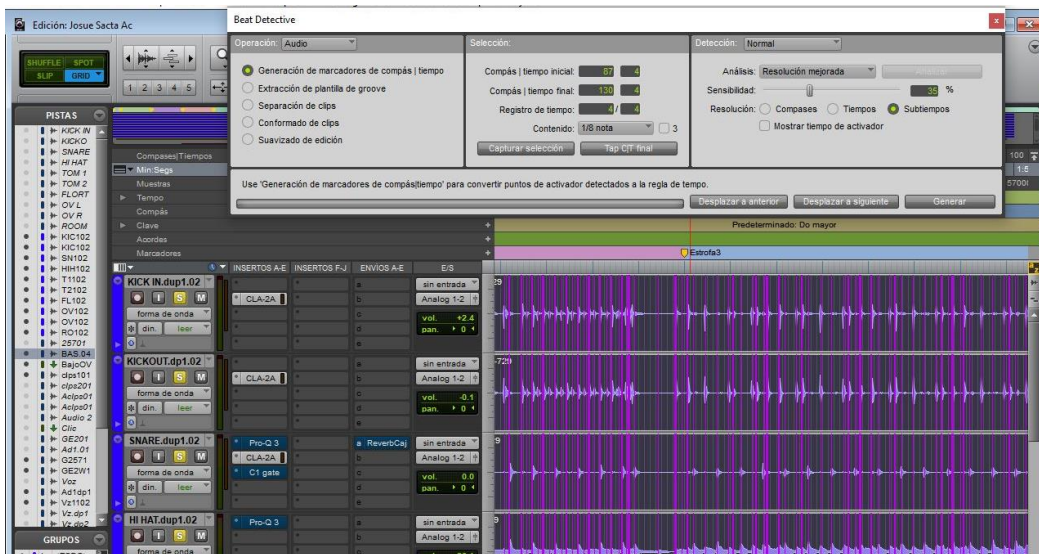 Edición: Josue Sacta Ac
Beat Detective
Operación: Audio
Selección:
Detección: Normal
SHUFFLE SPOT
SLIP GRID
1 2 3 4 5
Generación de marcadores de compás | tiempo
Extracción de plantilla de groove
Separación de clips
Conformado de clips
Suavizado de edición
Compás | tiempo inicial: 87 4
Compás | tiempo final: 130 4
Registro de tiempo: 4 / 4
Contenido: 1/8 nota 3
Capturar selección Tap C|T final
Análisis: Resolución mejorada
Sensibilidad: 35 %
Resolución: Compases Tiempos Subtiempos
Mostrar tiempo de activador
Use 'Generación de marcadores de compás|tiempo' para convertir puntos de activador detectados a la regla de tempo.
Desplazar a anterior Desplazar a siguiente Generar
PISTAS
KICK IN
KICKO
SNARE
HI HAT
TOM 1
TOM 2
FLORT
OV L
OV R
ROOM
KIC102
KIC102
SN102
HIH102
T1102
T2102
FL102
OV102
OV102
RO102
25701
BAS.04
BajoOV
clps101
clps201
Aclps01
Aclps01
Audio 2
Clic
GE201
Ad1.01
G2571
GE2W1
Voz
Ad1dp1
Vz1102
Vz.dp1
Vz.dp2
GRUPOS
Compases|Tiempos
Min:Segs
Muestras
Tempo
Compás
Clave
Acordes
Marcadores
100
1:5
5700
Predeterminado: Do mayor
Estrofa3
INSERTOS A-E INSERTOS F-J ENVÍOS A-E E/S
KICK IN.dup1.02
I S M
forma de onda
din. leer
CLA-2A
a
b
c
d
e
sin entrada
Analog 1-2
vol. +2.4
pan. 0
29
KICKOUT.dp1.02
I S M
forma de onda
din. leer
CLA-2A
a
b
c
d
e
sin entrada
Analog 1-2
vol. -0.1
pan. 0
-729
SNARE.dup1.02
I S M
forma de onda
din. leer
Pro-Q 3
CLA-2A
C1 gate
a ReverbCaj
b
c
d
e
sin entrada
Analog 1-2
vol. 0.0
pan. 0
9
HI HAT.dup1.02
I S M
forma de onda
Pro-Q 3
a
b
c
sin entrada
Analog 1-2
9